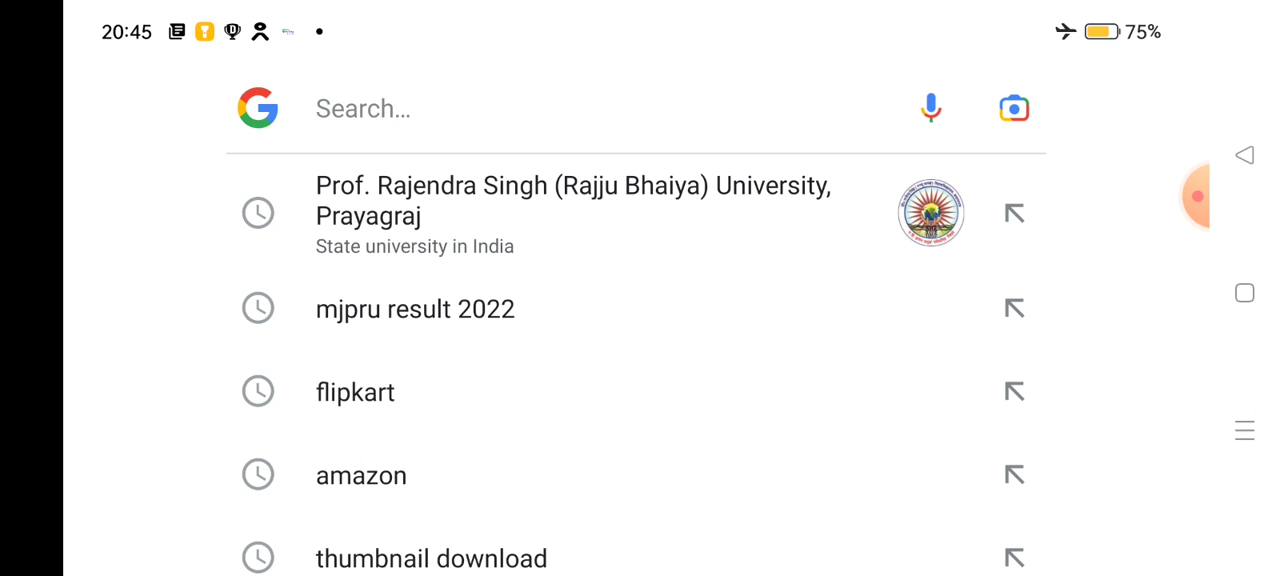 20:45
75%
Search...
Prof. Rajendra Singh (Rajju Bhaiya) University,
Prayagraj
State university in India
mjpru result 2022
flipkart
amazon
thumbnail download